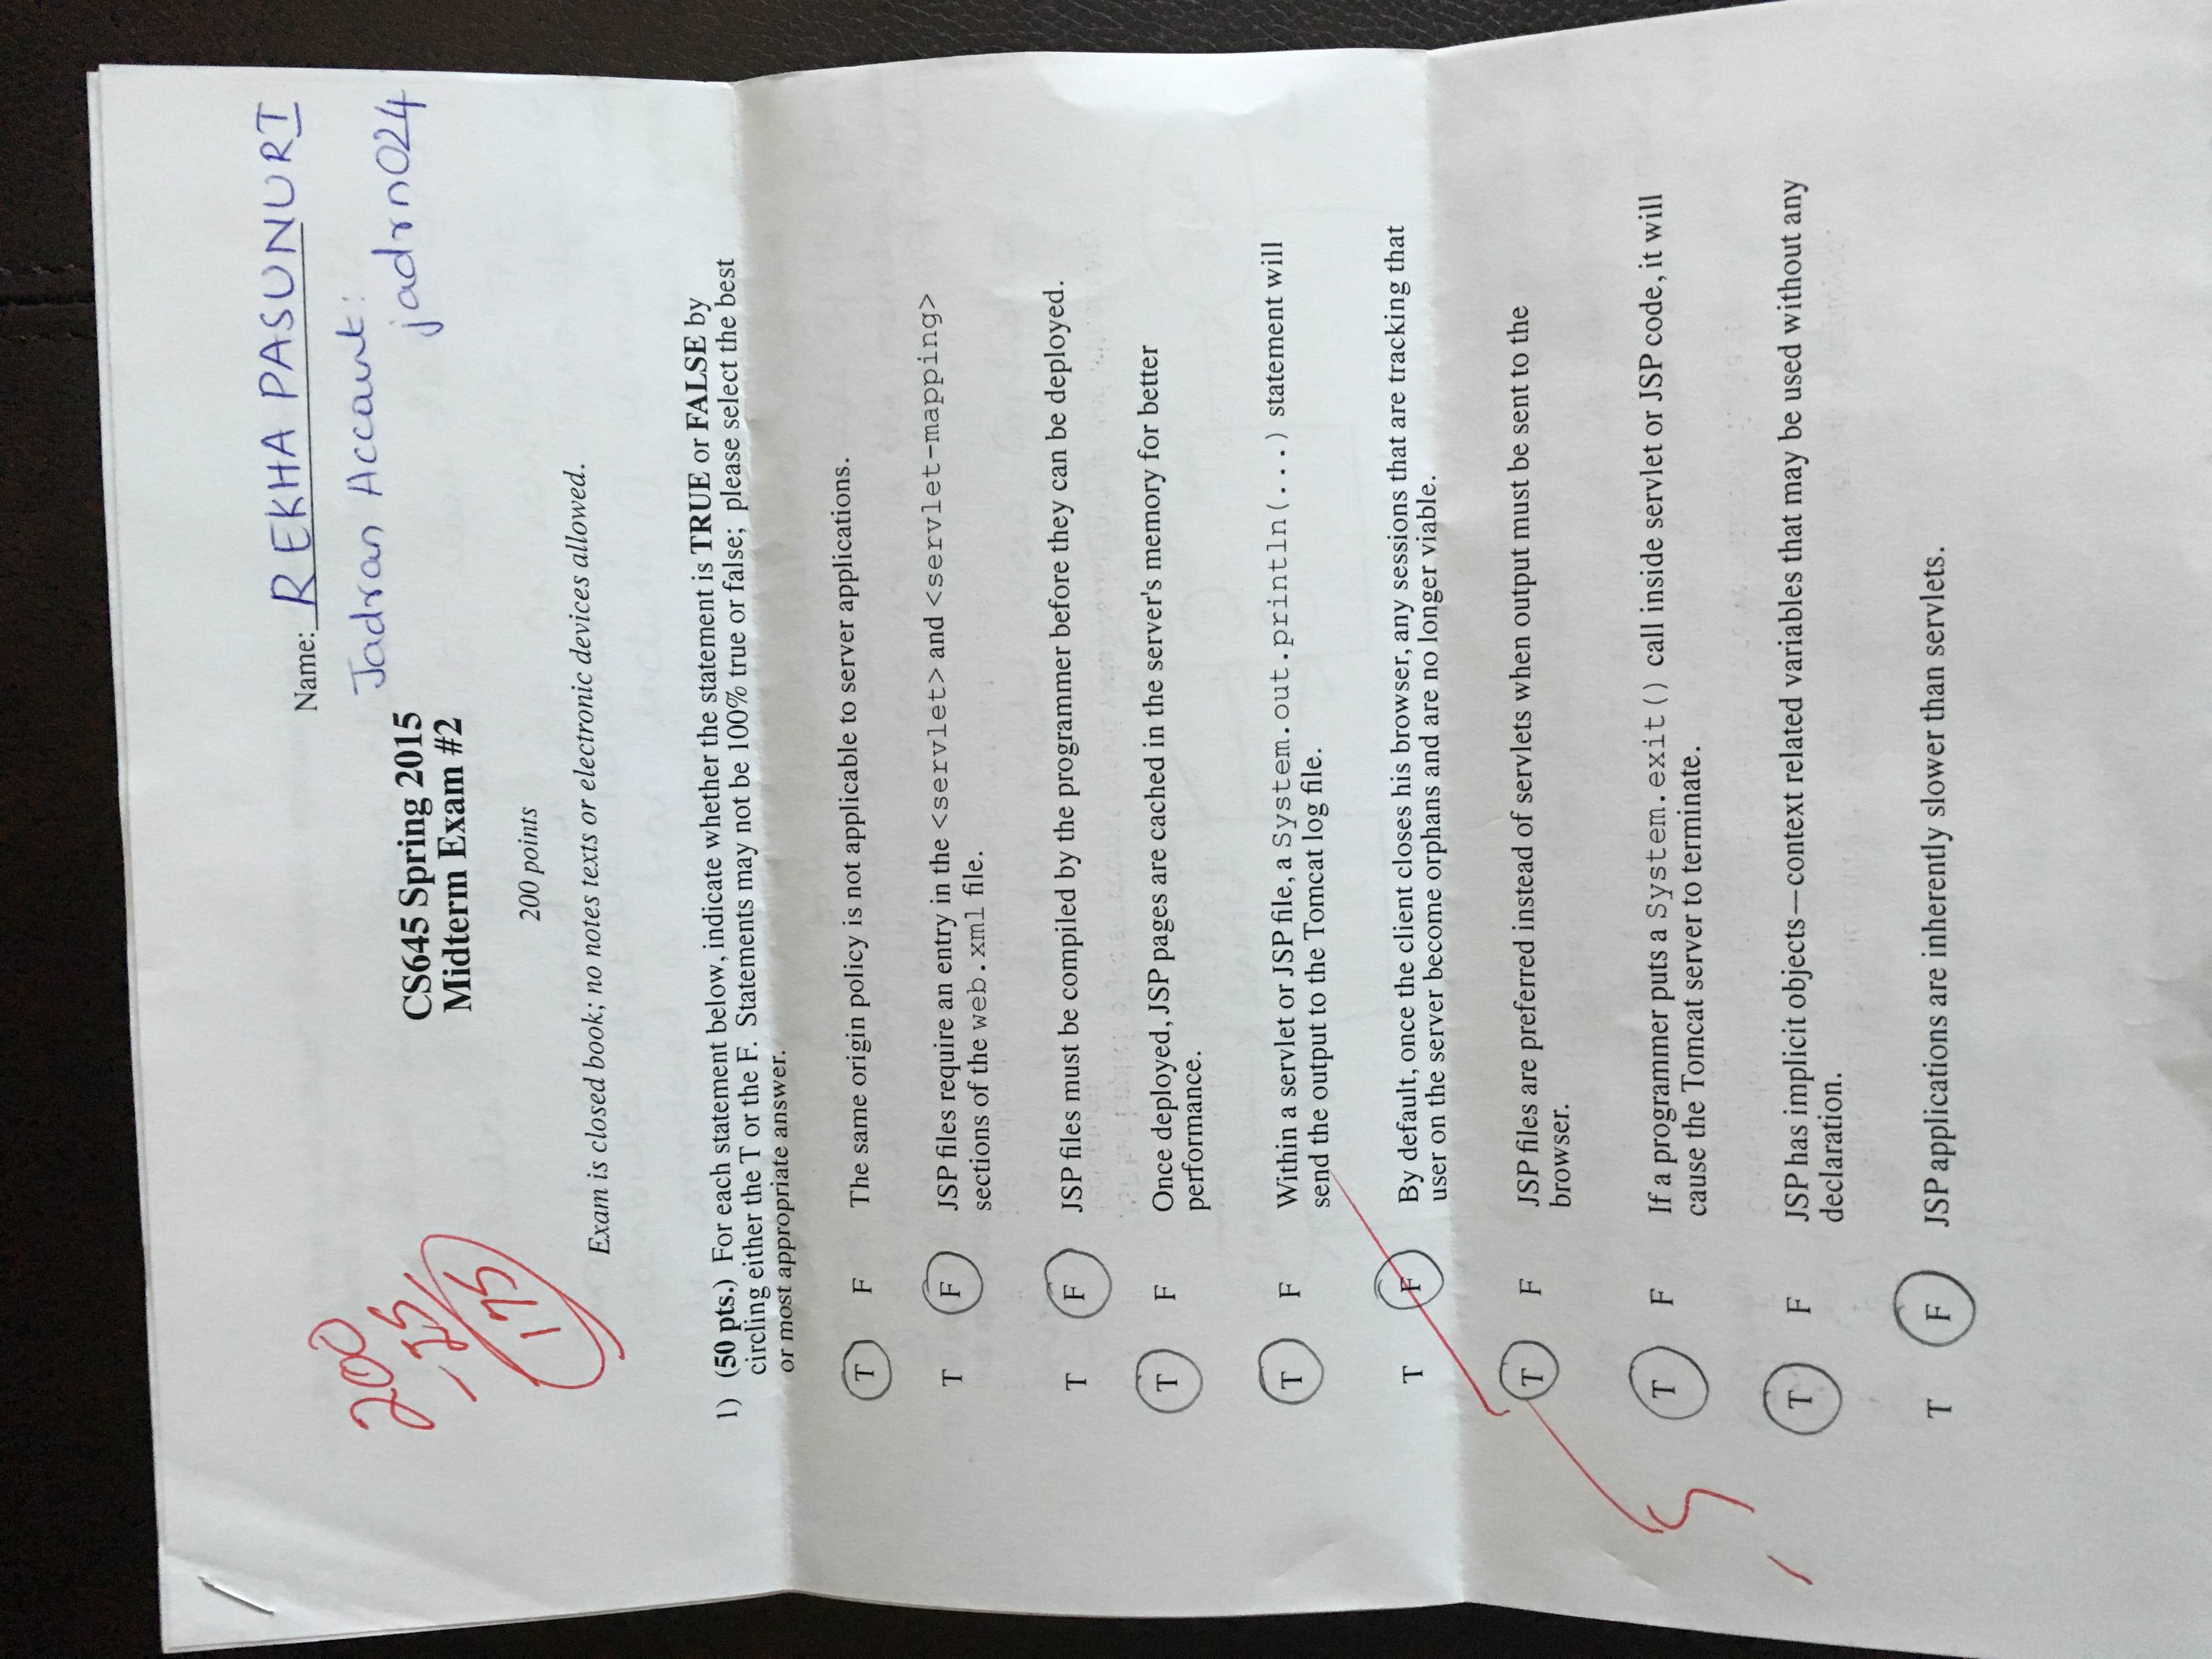 Name: REKHA PASUNURI
Jadran Account:
jadrn024
200
-25
175
CS645 Spring 2015
Midterm Exam #2
200 points
Exam is closed book; no notes texts or electronic devices allowed.
1) (50 pts.) For each statement below, indicate whether the statement is TRUE or FALSE by
circling either the T or the F. Statements may not be 100% true or false; please select the best
or most appropriate answer.
T F The same origin policy is not applicable to server applications.
T F JSP files require an entry in the <servlet> and <servlet-mapping>
sections of the web.xml file.
T F JSP files must be compiled by the programmer before they can be deployed.
T F Once deployed, JSP pages are cached in the server's memory for better
performance.
T F Within a servlet or JSP file, a System.out.println(...) statement will
send the output to the Tomcat log file.
T F By default, once the client closes his browser, any sessions that are tracking that
user on the server become orphans and are no longer viable.
T F JSP files are preferred instead of servlets when output must be sent to the
browser.
T F If a programmer puts a System.exit() call inside servlet or JSP code, it will
cause the Tomcat server to terminate.
-5
T F JSP has implicit objects—context related variables that may be used without any
declaration.
T F JSP applications are inherently slower than servlets.